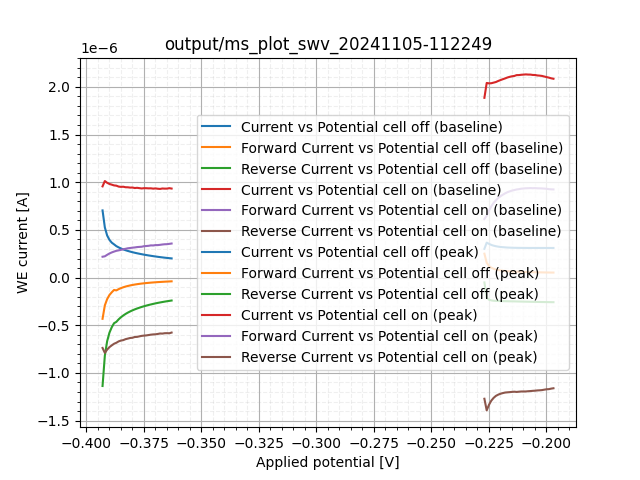 output/ms_plot_swv_20241105-112249
1e−6
2.0
1.5
1.0
0.5
0.0
−0.5
−1.0
−1.5
WE current [A]
Current vs Potential cell off (baseline)
Forward Current vs Potential cell off (baseline)
Reverse Current vs Potential cell off (baseline)
Current vs Potential cell on (baseline)
Forward Current vs Potential cell on (baseline)
Reverse Current vs Potential cell on (baseline)
Current vs Potential cell off (peak)
Forward Current vs Potential cell off (peak)
Reverse Current vs Potential cell off (peak)
Current vs Potential cell on (peak)
Forward Current vs Potential cell on (peak)
Reverse Current vs Potential cell on (peak)
−0.400 −0.375 −0.350 −0.325 −0.300 −0.275 −0.250 −0.225 −0.200
Applied potential [V]